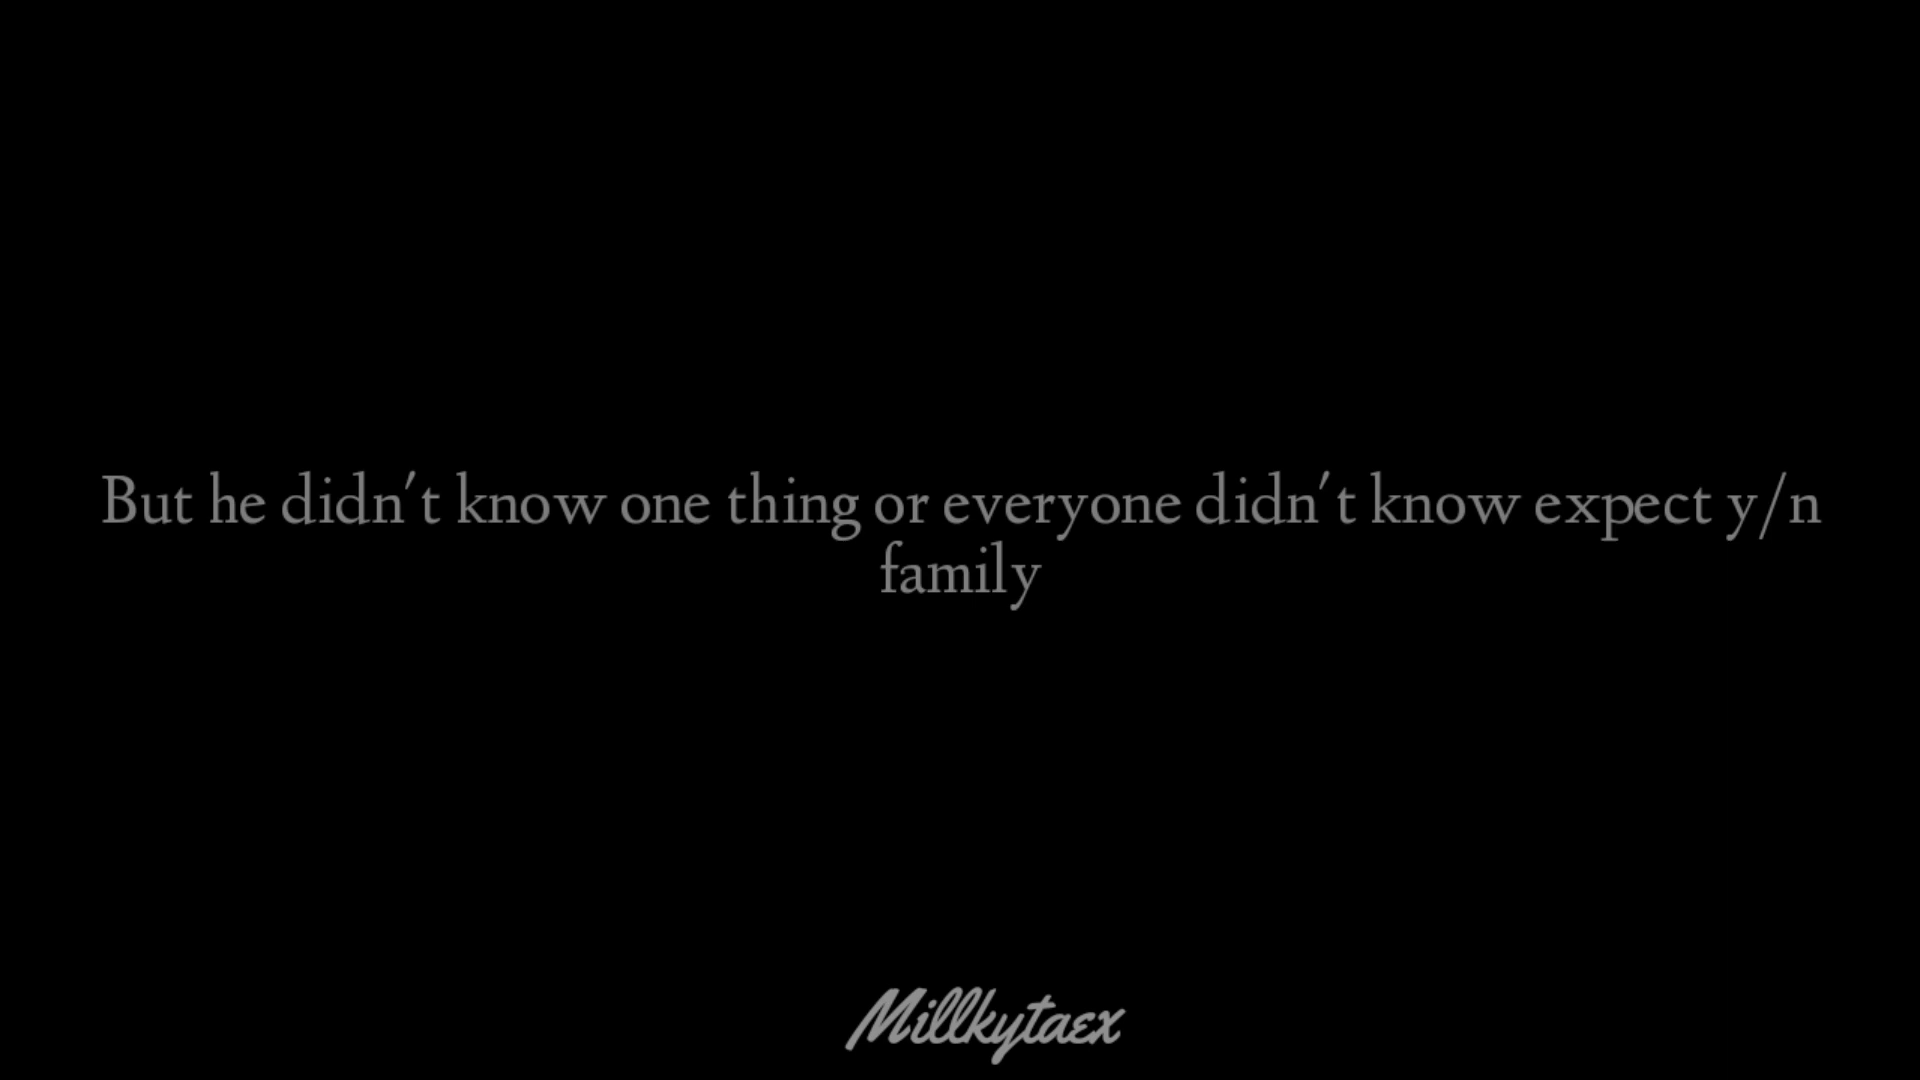 But he didn't know one thing or everyone didn't know expect y/n
family
Millkytaex